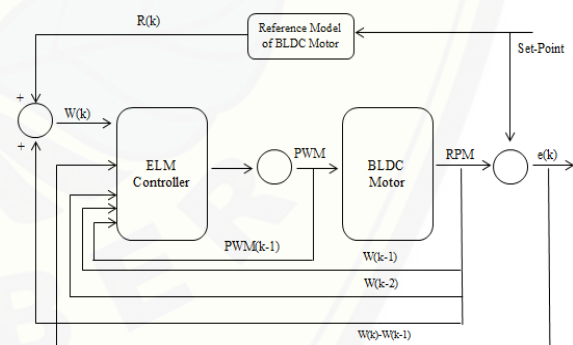 R(k)
Reference Model
of BLDC Motor
Set-Point
+
W(k)
+
ELM
Controller
PWM
BLDC
Motor
RPM
e(k)
PWM(k-1)
W(k-1)
W(k-2)
W(k)-W(k-1)
B E R